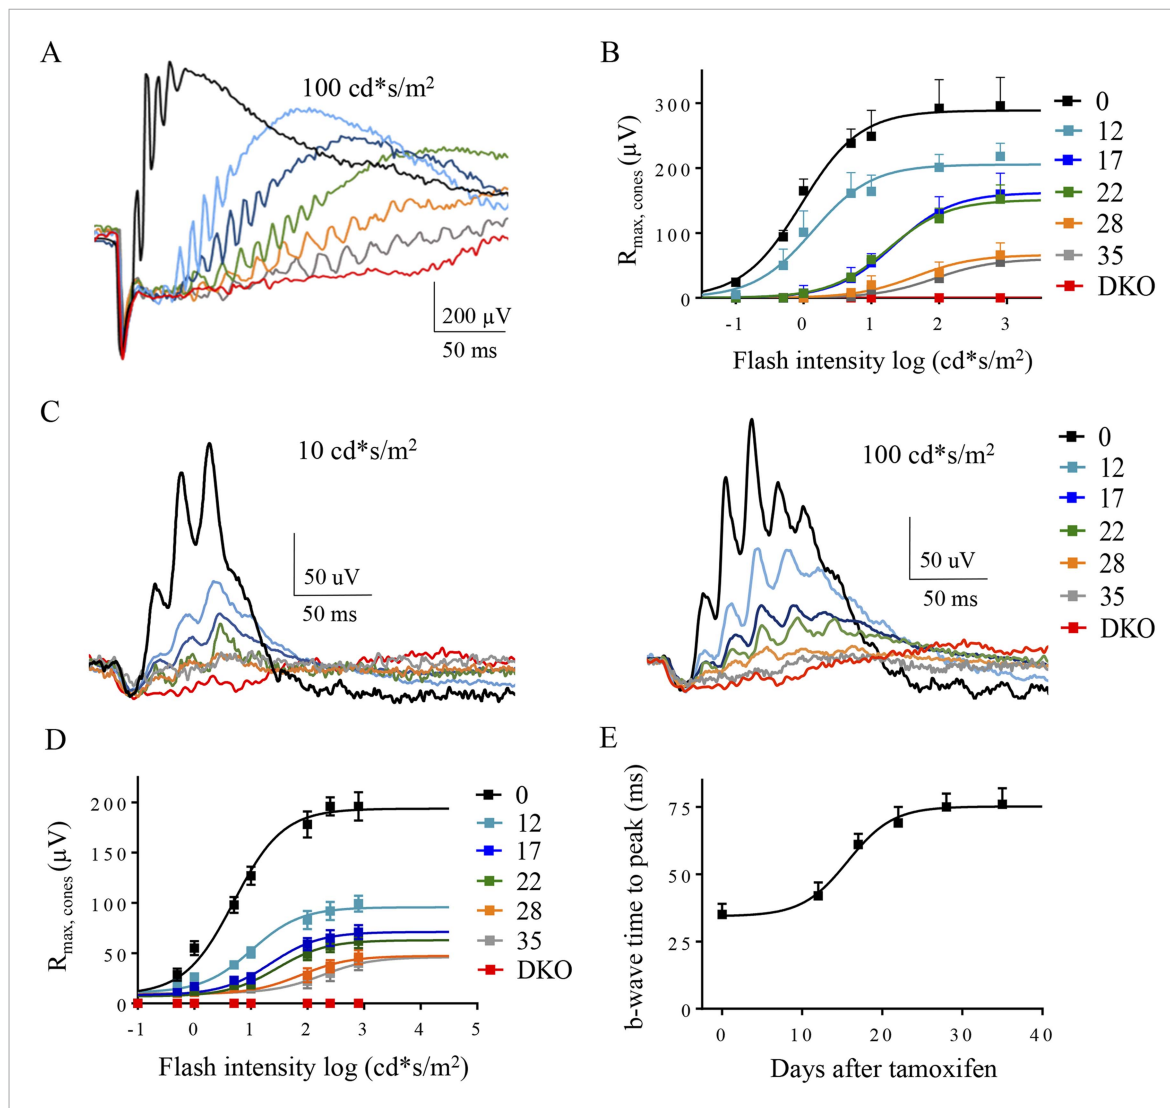 A
100 cd*s/m²
200 µV
50 ms
B
R max, cones (µV)
300
200
100
0
-1
0
1
2
3
Flash intensity log (cd*s/m²)
0
12
17
22
28
35
DKO
C
10 cd*s/m²
50 uV
50 ms
100 cd*s/m²
50 uV
50 ms
0
12
17
22
28
35
DKO
D
R max, cones (µV)
200
150
100
50
0
-1
0
1
2
3
4
5
Flash intensity log (cd*s/m²)
0
12
17
22
28
35
DKO
E
b-wave time to peak (ms)
75
50
25
0
0
10
20
30
40
Days after tamoxifen